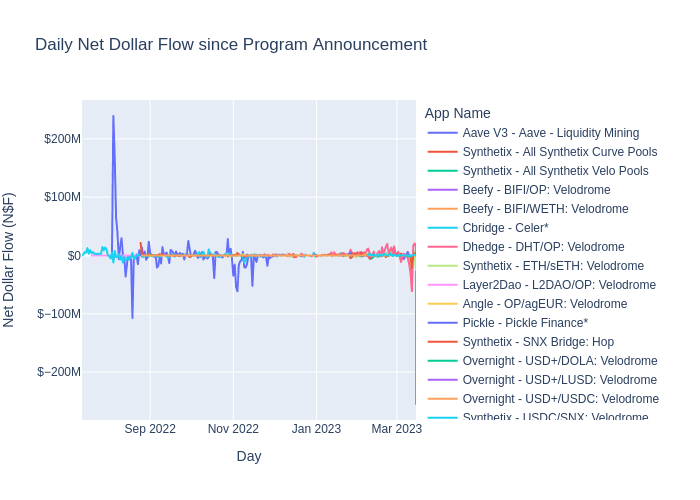 Daily Net Dollar Flow since Program Announcement
App Name
Aave V3 - Aave - Liquidity Mining
Synthetix - All Synthetix Curve Pools
Synthetix - All Synthetix Velo Pools
Beefy - BIFI/OP: Velodrome
Beefy - BIFI/WETH: Velodrome
Cbridge - Celer*
Dhedge - DHT/OP: Velodrome
Synthetix - ETH/sETH: Velodrome
Layer2Dao - L2DAO/OP: Velodrome
Angle - OP/agEUR: Velodrome
Pickle - Pickle Finance*
Synthetix - SNX Bridge: Hop
Overnight - USD+/DOLA: Velodrome
Overnight - USD+/LUSD: Velodrome
Overnight - USD+/USDC: Velodrome
Synthetix - USDC/SNX: Velodrome
$200M
$100M
$0
$−100M
$−200M
Net Dollar Flow (N$F)
Sep 2022
Nov 2022
Jan 2023
Mar 2023
Day